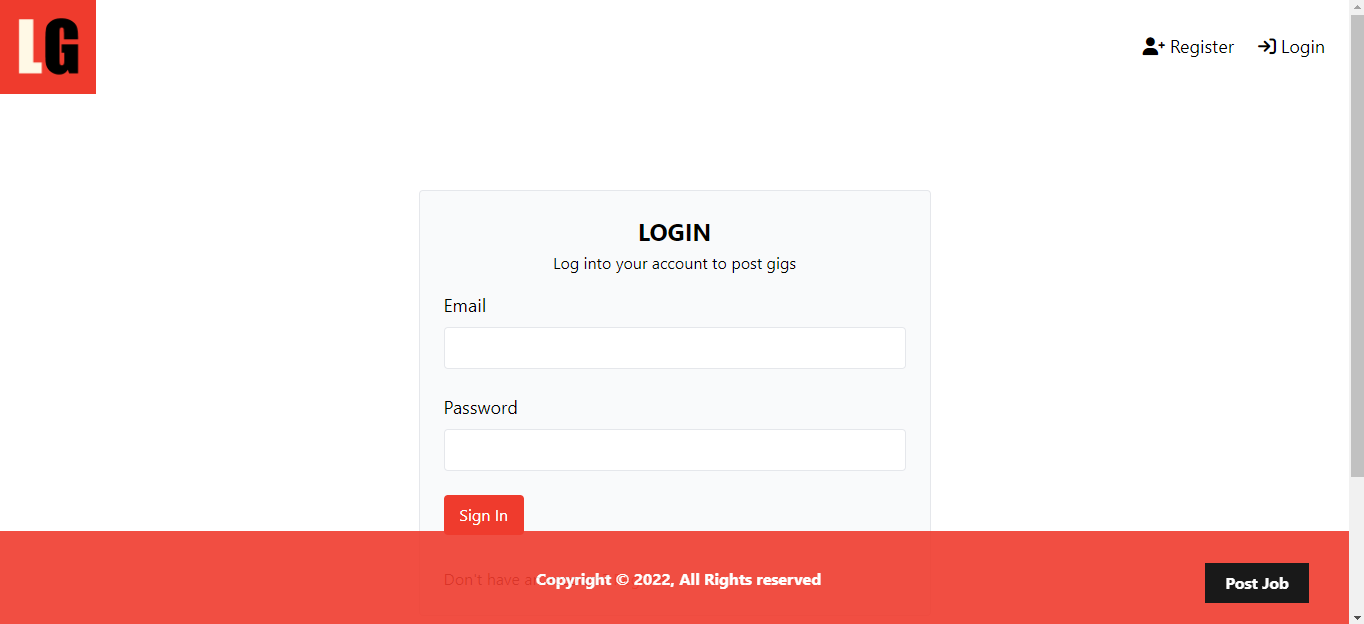 LG
Register
Login
LOGIN
Log into your account to post gigs
Email
Password
Sign In
Don't have a
Copyright © 2022, All Rights reserved
Post Job